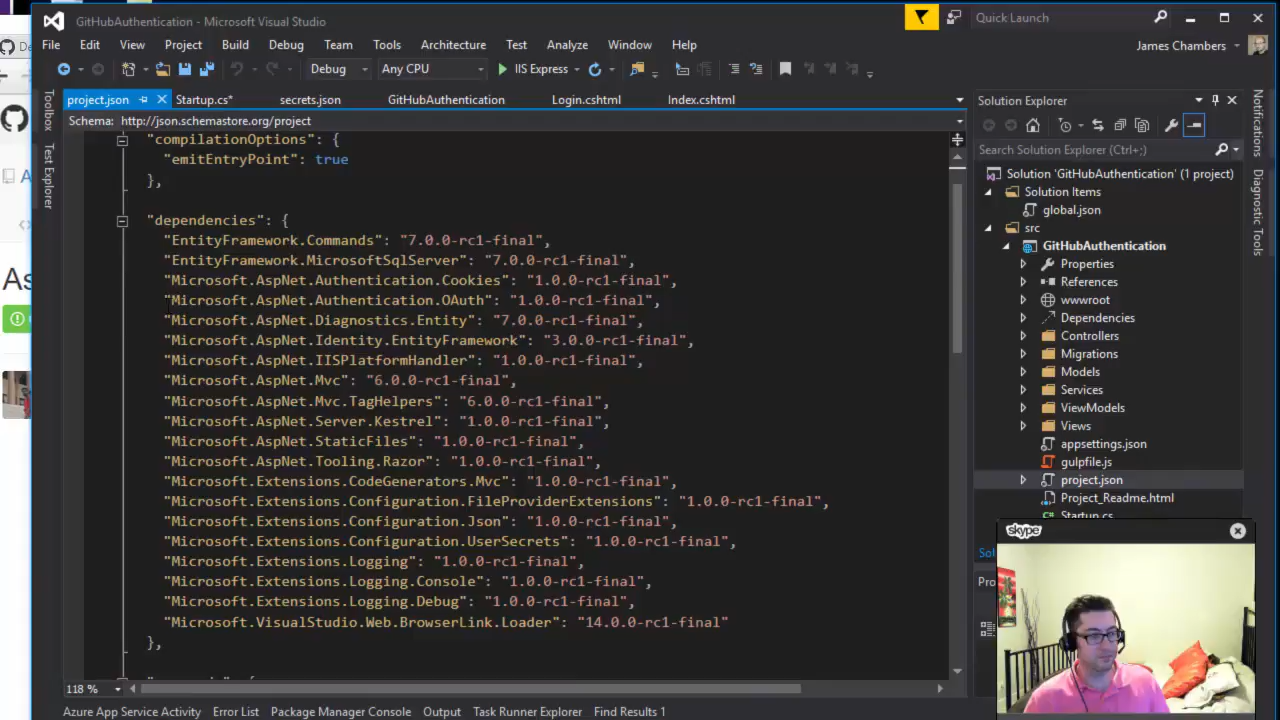 GitHubAuthentication - Microsoft Visual Studio
Quick Launch
File Edit View Project Build Debug Team Tools Architecture Test Analyze Window Help
James Chambers
Debug Any CPU IIS Express
project.json Startup.cs* secrets.json GitHubAuthentication Login.cshtml Index.cshtml
Schema: http://json.schemastore.org/project
Toolbox
Test Explorer
"compilationOptions": {
"emitEntryPoint": true
},
"dependencies": {
"EntityFramework.Commands": "7.0.0-rc1-final",
"EntityFramework.MicrosoftSqlServer": "7.0.0-rc1-final",
"Microsoft.AspNet.Authentication.Cookies": "1.0.0-rc1-final",
"Microsoft.AspNet.Authentication.OAuth": "1.0.0-rc1-final",
"Microsoft.AspNet.Diagnostics.Entity": "7.0.0-rc1-final",
"Microsoft.AspNet.Identity.EntityFramework": "3.0.0-rc1-final",
"Microsoft.AspNet.IISPlatformHandler": "1.0.0-rc1-final",
"Microsoft.AspNet.Mvc": "6.0.0-rc1-final",
"Microsoft.AspNet.Mvc.TagHelpers": "6.0.0-rc1-final",
"Microsoft.AspNet.Server.Kestrel": "1.0.0-rc1-final",
"Microsoft.AspNet.StaticFiles": "1.0.0-rc1-final",
"Microsoft.AspNet.Tooling.Razor": "1.0.0-rc1-final",
"Microsoft.Extensions.CodeGenerators.Mvc": "1.0.0-rc1-final",
"Microsoft.Extensions.Configuration.FileProviderExtensions": "1.0.0-rc1-final",
"Microsoft.Extensions.Configuration.Json": "1.0.0-rc1-final",
"Microsoft.Extensions.Configuration.UserSecrets": "1.0.0-rc1-final",
"Microsoft.Extensions.Logging": "1.0.0-rc1-final",
"Microsoft.Extensions.Logging.Console": "1.0.0-rc1-final",
"Microsoft.Extensions.Logging.Debug": "1.0.0-rc1-final",
"Microsoft.VisualStudio.Web.BrowserLink.Loader": "14.0.0-rc1-final"
},
118 %
Azure App Service Activity Error List Package Manager Console Output Task Runner Explorer Find Results 1
Solution Explorer
Search Solution Explorer (Ctrl+;)
Solution 'GitHubAuthentication' (1 project)
Solution Items
global.json
src
GitHubAuthentication
Properties
References
wwwroot
Dependencies
Controllers
Migrations
Models
Services
ViewModels
Views
appsettings.json
gulpfile.js
project.json
Project_Readme.html
Startup.cs
Notifications
Diagnostic Tools
skype